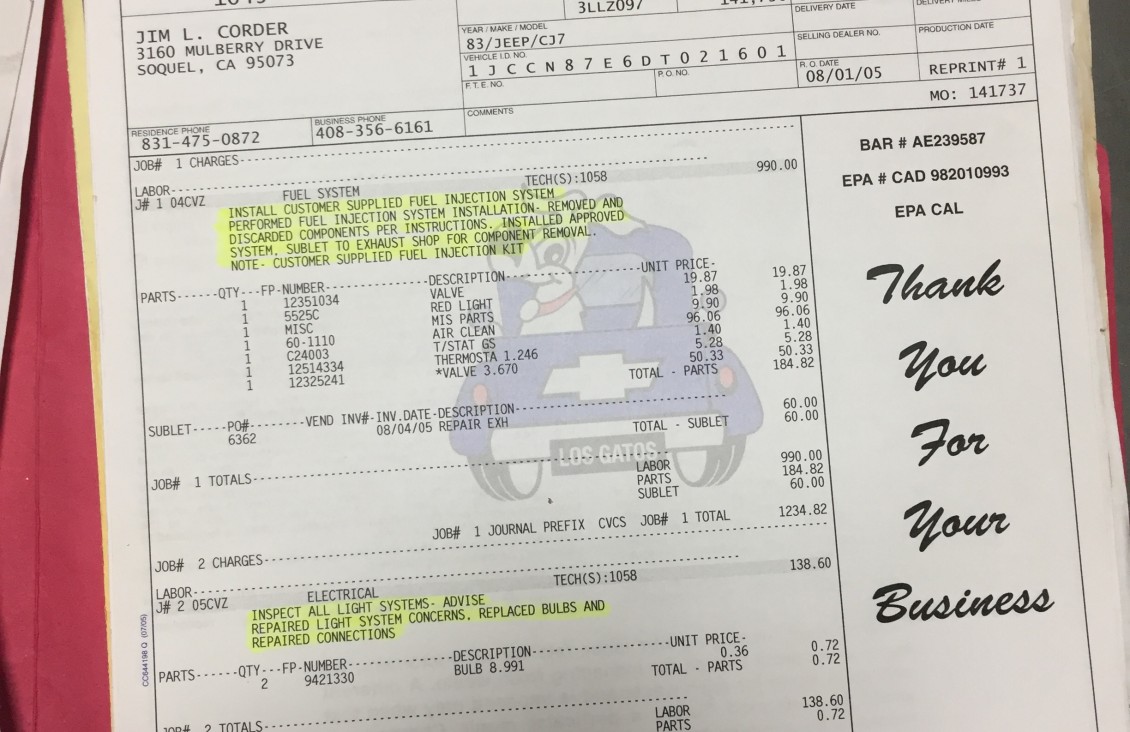 JIM L. CORDER
3160 MULBERRY DRIVE
SOQUEL, CA 95073
3LLZ097
DELIVERY DATE
YEAR / MAKE / MODEL
83/JEEP/CJ7
SELLING DEALER NO.
PRODUCTION DATE
VEHICLE I.D. NO.
1 J C C N 8 7 E 6 D T 0 2 1 6 0 1
F.T.E. NO.
P.O. NO.
R.O. DATE
08/01/05
REPRINT# 1
COMMENTS
MO: 141737
RESIDENCE PHONE
831-475-0872
BUSINESS PHONE
408-356-6161
JOB# 1 CHARGES
LABOR
J# 1 04CVZ FUEL SYSTEM TECH(S):1058 990.00
INSTALL CUSTOMER SUPPLIED FUEL INJECTION SYSTEM
PERFORMED FUEL INJECTION SYSTEM INSTALLATION- REMOVED AND
DISCARDED COMPONENTS PER INSTRUCTIONS. INSTALLED APPROVED
SYSTEM, SUBLET TO EXHAUST SHOP FOR COMPONENT REMOVAL.
NOTE- CUSTOMER SUPPLIED FUEL INJECTION KIT
PARTS------QTY---FP-NUMBER---------------DESCRIPTION--------------------UNIT PRICE-
1 12351034 VALVE 19.87 19.87
1 5525C RED LIGHT 1.98 1.98
1 MISC MIS PARTS 9.90 9.90
1 60-1110 AIR CLEAN 96.06 96.06
1 C24003 T/STAT GS 1.40 1.40
1 12514334 THERMOSTA 1.246 5.28 5.28
1 12325241 *VALVE 3.670 50.33 50.33
TOTAL - PARTS 184.82
SUBLET-----PO#--------VEND INV#-INV.DATE-DESCRIPTION
6362 08/04/05 REPAIR EXH 60.00
TOTAL - SUBLET 60.00
LOS GATOS
JOB# 1 TOTALS
LABOR 990.00
PARTS 184.82
SUBLET 60.00
JOB# 1 JOURNAL PREFIX CVCS JOB# 1 TOTAL 1234.82
JOB# 2 CHARGES
LABOR
J# 2 05CVZ ELECTRICAL TECH(S):1058 138.60
INSPECT ALL LIGHT SYSTEMS- ADVISE
REPAIRED LIGHT SYSTEM CONCERNS, REPLACED BULBS AND
REPAIRED CONNECTIONS
PARTS------QTY---FP-NUMBER---------------DESCRIPTION--------------------UNIT PRICE-
2 9421330 BULB 8.991 0.36 0.72
TOTAL - PARTS 0.72
JOB# 2 TOTALS
LABOR 138.60
PARTS 0.72
CC644198 Q (07/05)
BAR # AE239587
EPA # CAD 982010993
EPA CAL
Thank
You
For
Your
Business